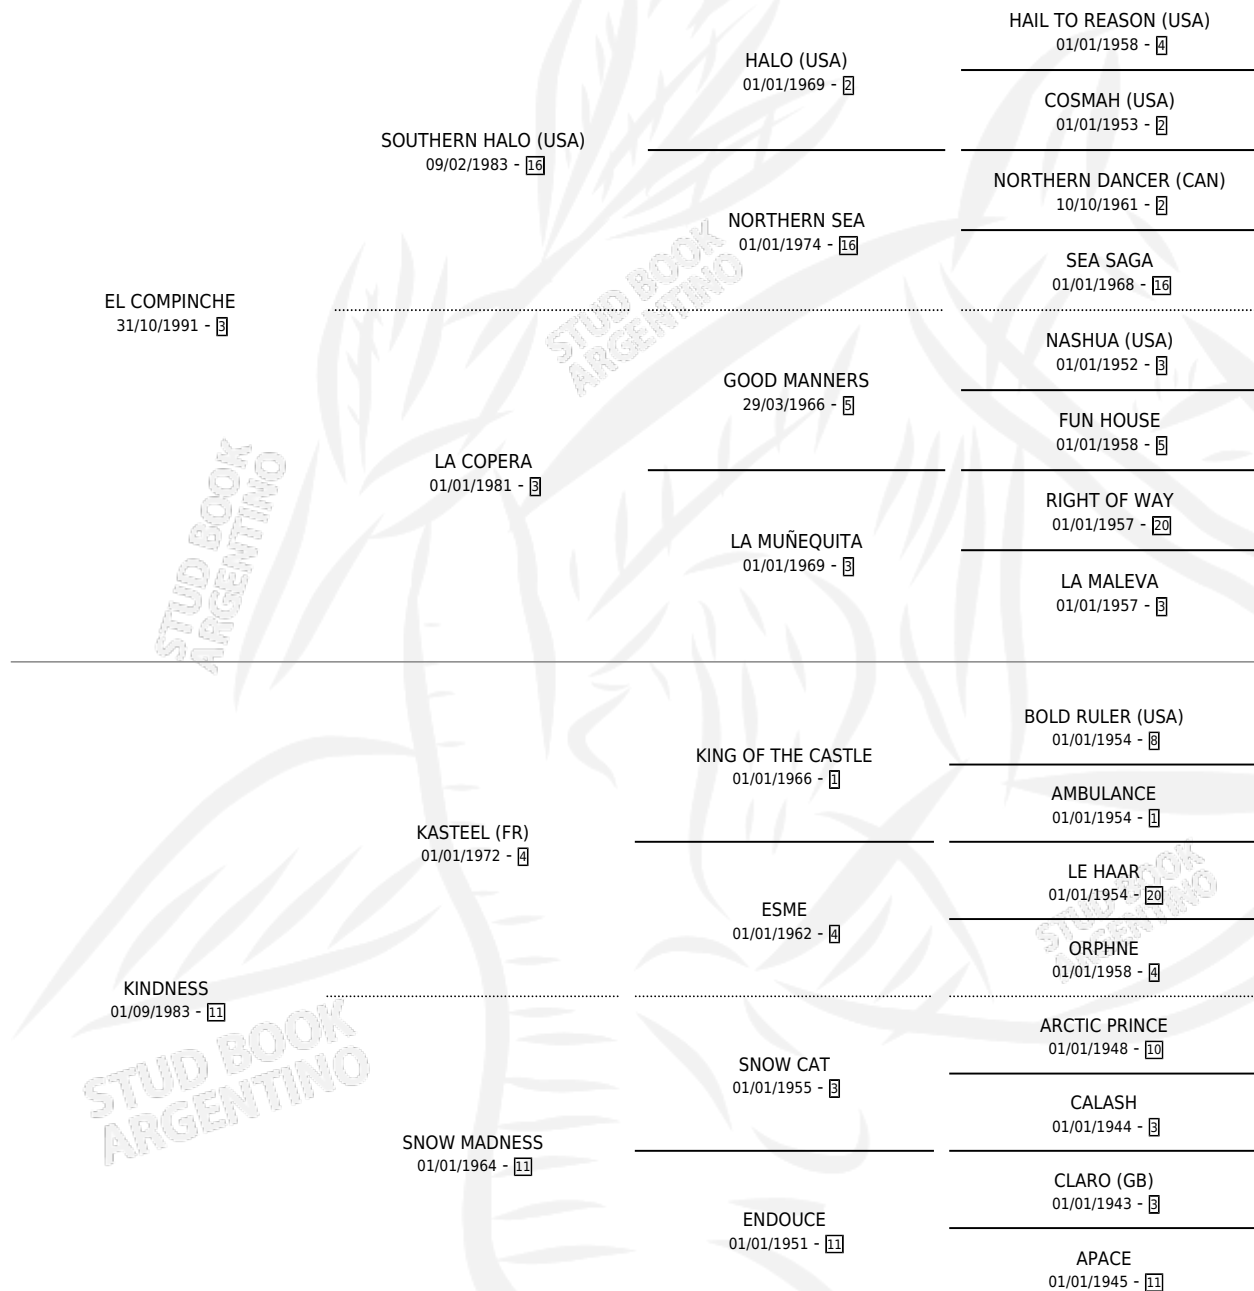 HAIL TO REASON (USA)
01/01/1958 - 4
HALO (USA)
01/01/1969 - 2
COSMAH (USA)
01/01/1953 - 2
SOUTHERN HALO (USA)
09/02/1983 - 16
NORTHERN DANCER (CAN)
10/10/1961 - 2
NORTHERN SEA
01/01/1974 - 16
SEA SAGA
01/01/1968 - 16
EL COMPINCHE
31/10/1991 - 3
NASHUA (USA)
01/01/1952 - 3
GOOD MANNERS
29/03/1966 - 5
FUN HOUSE
01/01/1958 - 5
LA COPERA
01/01/1981 - 3
RIGHT OF WAY
01/01/1957 - 20
LA MUÑEQUITA
01/01/1969 - 3
LA MALEVA
01/01/1957 - 3
BOLD RULER (USA)
01/01/1954 - 8
KING OF THE CASTLE
01/01/1966 - 1
AMBULANCE
01/01/1954 - 1
KASTEEL (FR)
01/01/1972 - 4
LE HAAR
01/01/1954 - 20
ESME
01/01/1962 - 4
ORPHNE
01/01/1958 - 4
KINDNESS
01/09/1983 - 11
ARCTIC PRINCE
01/01/1948 - 10
SNOW CAT
01/01/1955 - 3
CALASH
01/01/1944 - 3
SNOW MADNESS
01/01/1964 - 11
CLARO (GB)
01/01/1943 - 3
ENDOUCE
01/01/1951 - 11
APACE
01/01/1945 - 11
STUD BOOK
ARGENTINO
STUD BOOK
ARGENTINO
STUD BOOK
ARGENTINO
STUD BOOK
ARGENTINO